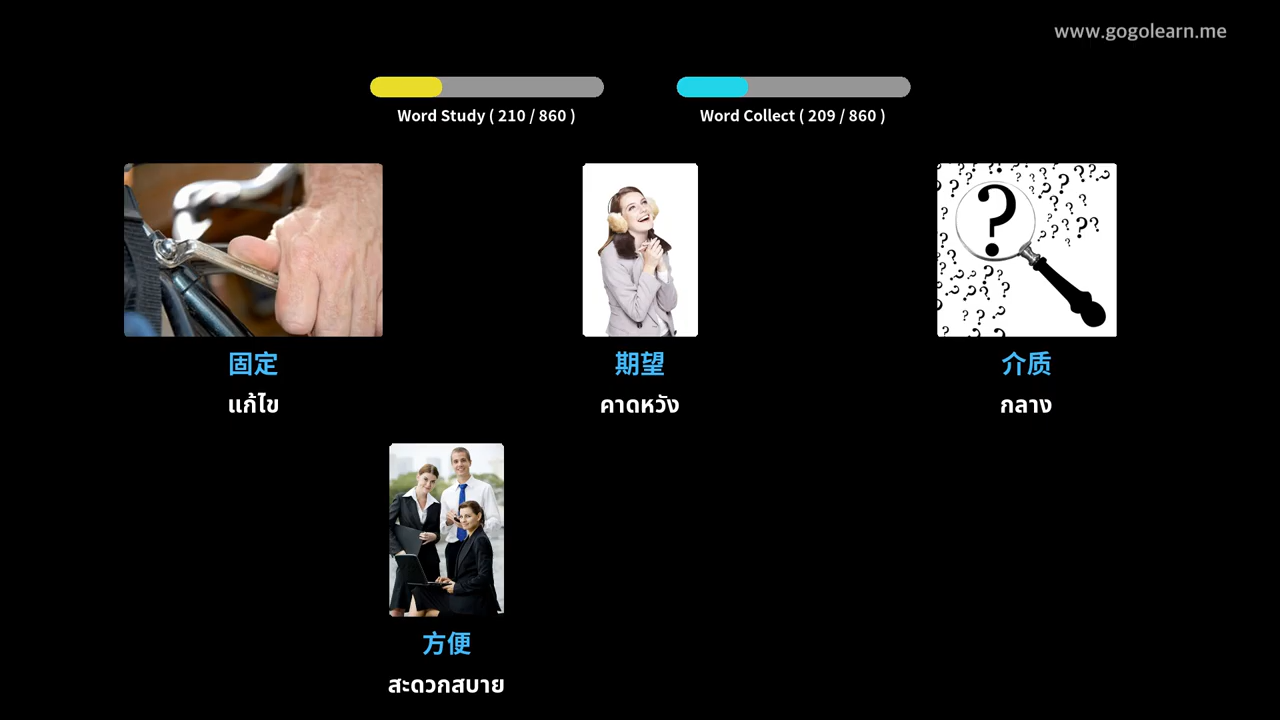 www.gogolearn.me
Word Study ( 210 / 860 )
Word Collect ( 209 / 860 )
固定
แก้ไข
期望
คาดหวัง
介质
กลาง
方便
สะดวกสบาย